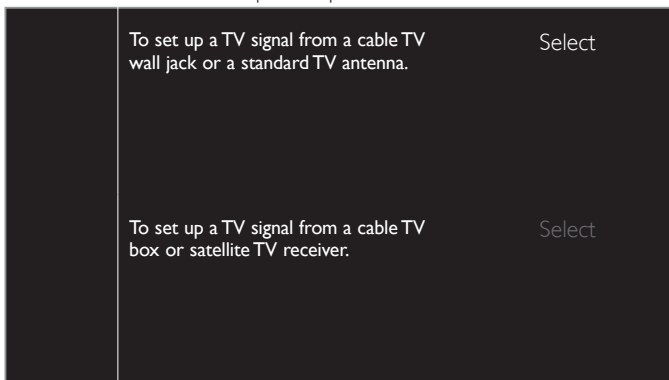 To set up a TV signal from a cable TV
wall jack or a standard TV antenna.
Select
To set up a TV signal from a cable TV
box or satellite TV receiver.
Select